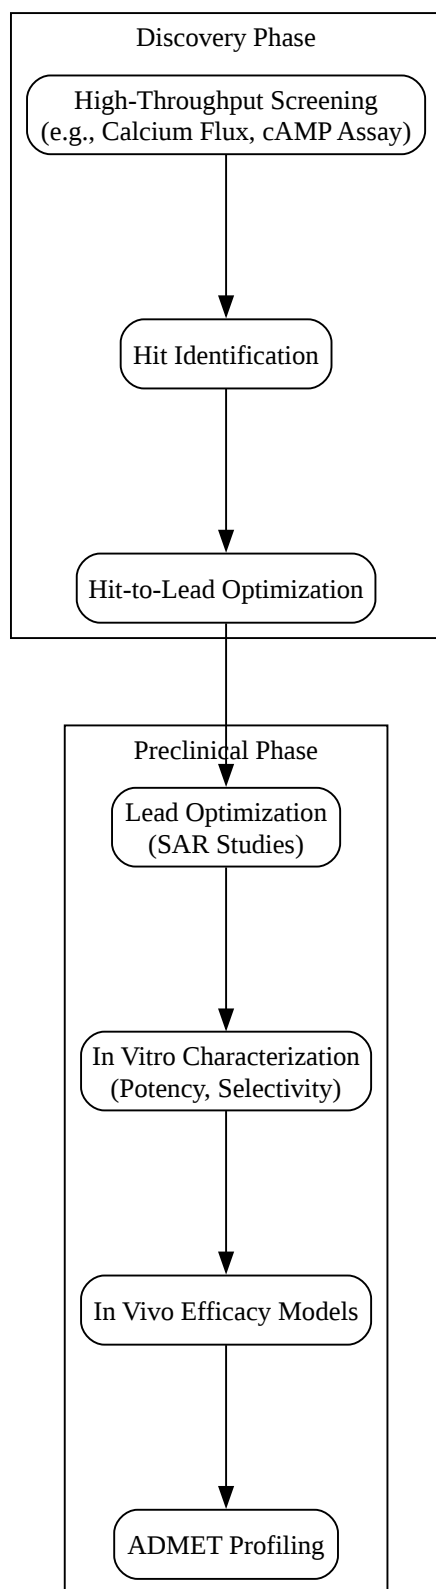 Discovery Phase
High-Throughput Screening
(e.g., Calcium Flux, cAMP Assay)
Hit Identification
Hit-to-Lead Optimization
Preclinical Phase
Lead Optimization
(SAR Studies)
In Vitro Characterization
(Potency, Selectivity)
In Vivo Efficacy Models
ADMET Profiling